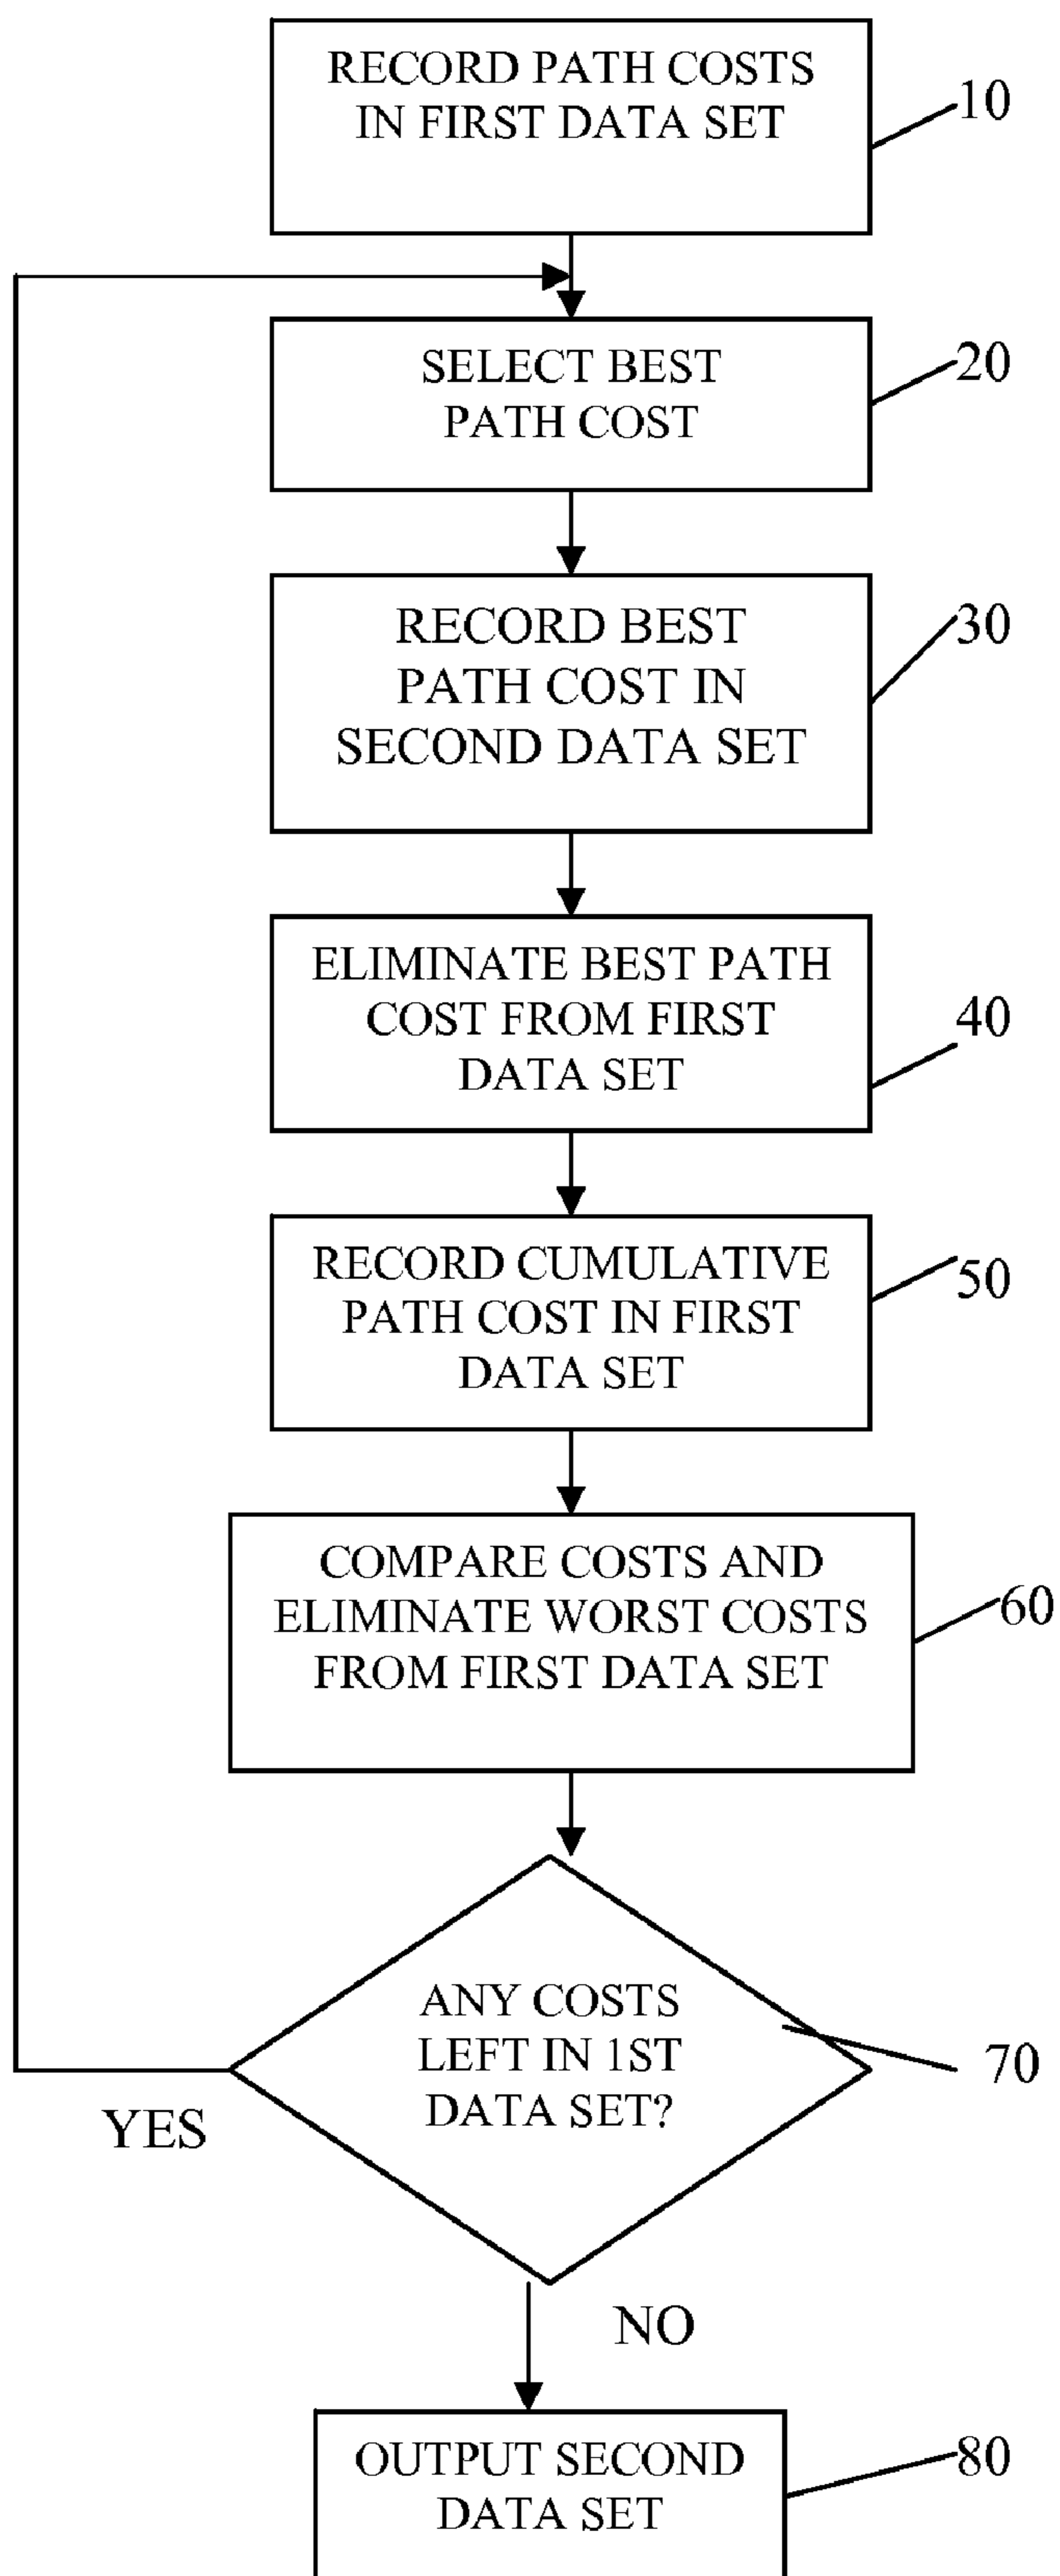 RECORD PATH COSTS
IN FIRST DATA SET
10
SELECT BEST
PATH COST
20
RECORD BEST
PATH COST IN
SECOND DATA SET
30
ELIMINATE BEST PATH
COST FROM FIRST
DATA SET
40
RECORD CUMULATIVE
PATH COST IN FIRST
DATA SET
50
COMPARE COSTS AND
ELIMINATE WORST COSTS
FROM FIRST DATA SET
60
ANY COSTS
LEFT IN 1ST
DATA SET?
70
YES
NO
OUTPUT SECOND
DATA SET
80